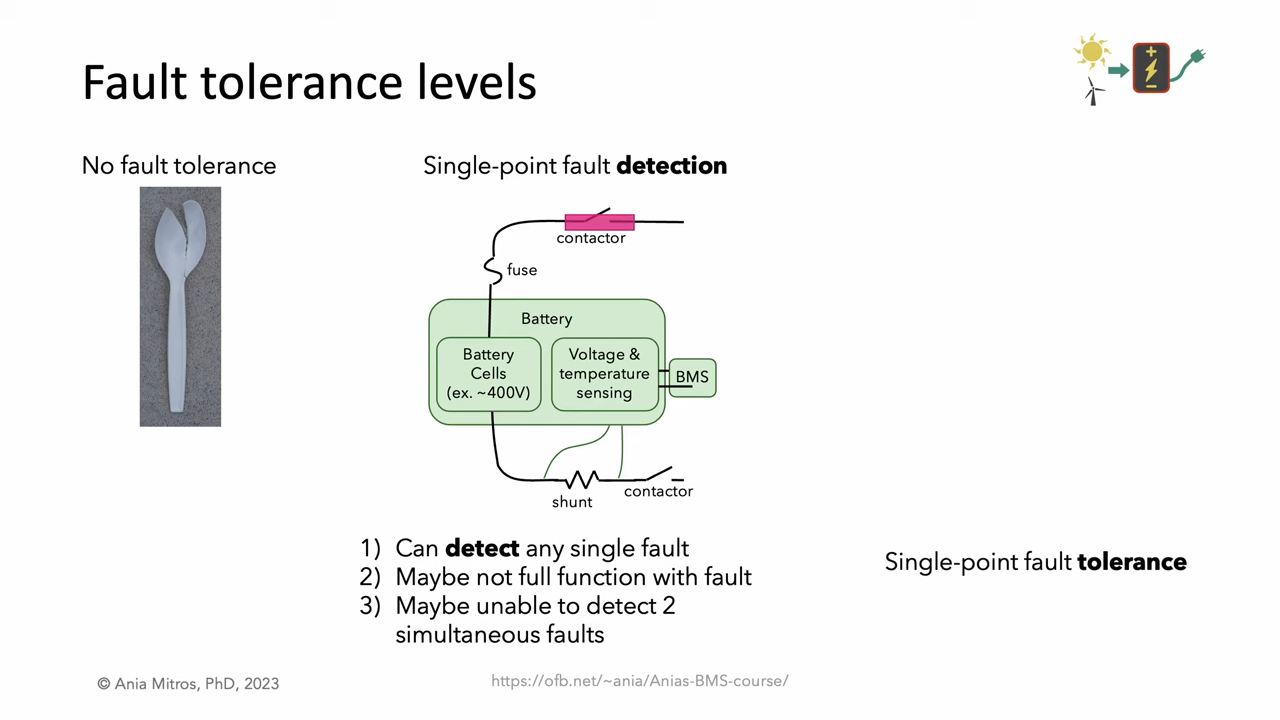 Fault tolerance levels
No fault tolerance
Single-point fault detection
contactor
fuse
Battery
Battery
Cells
(ex. ~400V)
Voltage &
temperature
sensing
BMS
shunt
contactor
1) Can detect any single fault
2) Maybe not full function with fault
3) Maybe unable to detect 2
simultaneous faults
Single-point fault tolerance
© Ania Mitros, PhD, 2023
https://ofb.net/~ania/Anias-BMS-course/